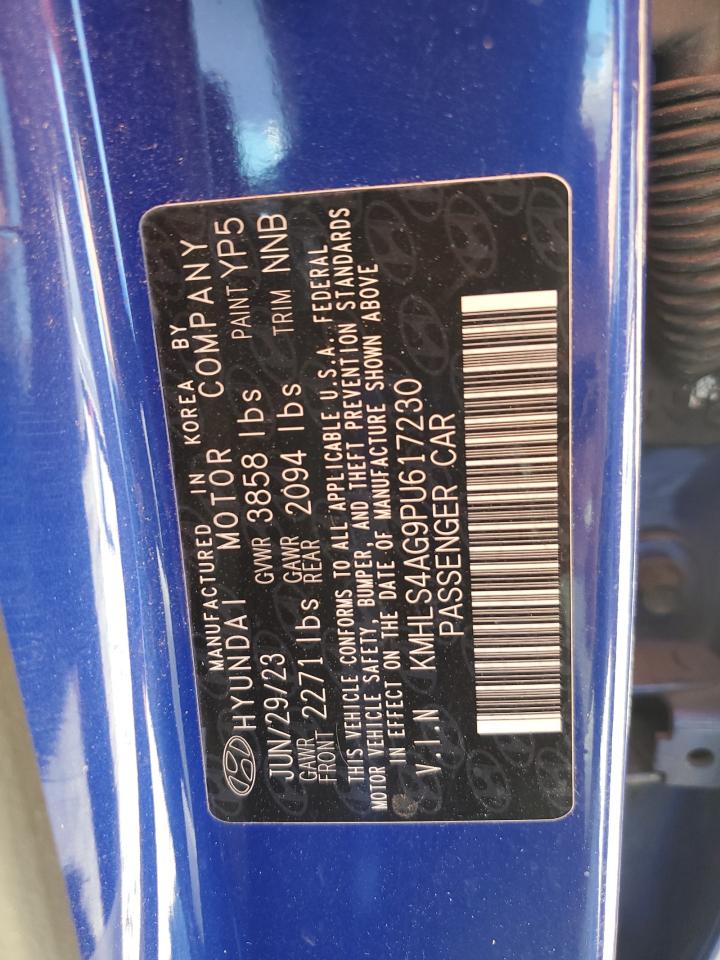 MANUFACTURED IN KOREA BY
HYUNDAI MOTOR COMPANY
JUN/29/23 GVWR 3858 lbs PAINT YP5
GAWR FRONT 2271 lbs GAWR REAR 2094 lbs TRIM NNB
THIS VEHICLE CONFORMS TO ALL APPLICABLE U.S.A. FEDERAL
MOTOR VEHICLE SAFETY, BUMPER, AND THEFT PREVENTION STANDARDS
IN EFFECT ON THE DATE OF MANUFACTURE SHOWN ABOVE
V.I.N KMHLS4AG9PU617230
PASSENGER CAR